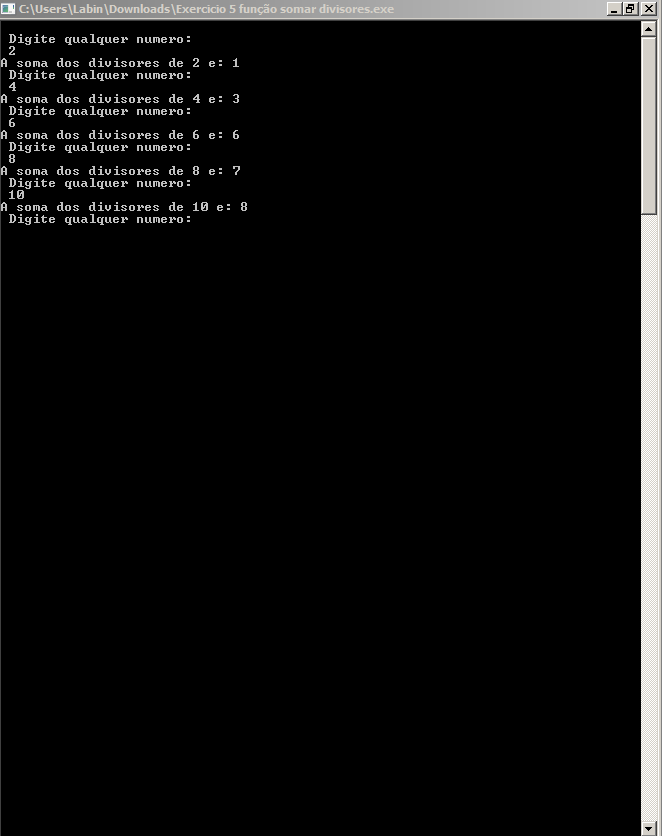 C:\Users\Labin\Downloads\Exercicio 5 função somar divisores.exe
Digite qualquer numero:
2
A soma dos divisores de 2 e: 1
Digite qualquer numero:
4
A soma dos divisores de 4 e: 3
Digite qualquer numero:
6
A soma dos divisores de 6 e: 6
Digite qualquer numero:
8
A soma dos divisores de 8 e: 7
Digite qualquer numero:
10
A soma dos divisores de 10 e: 8
Digite qualquer numero: